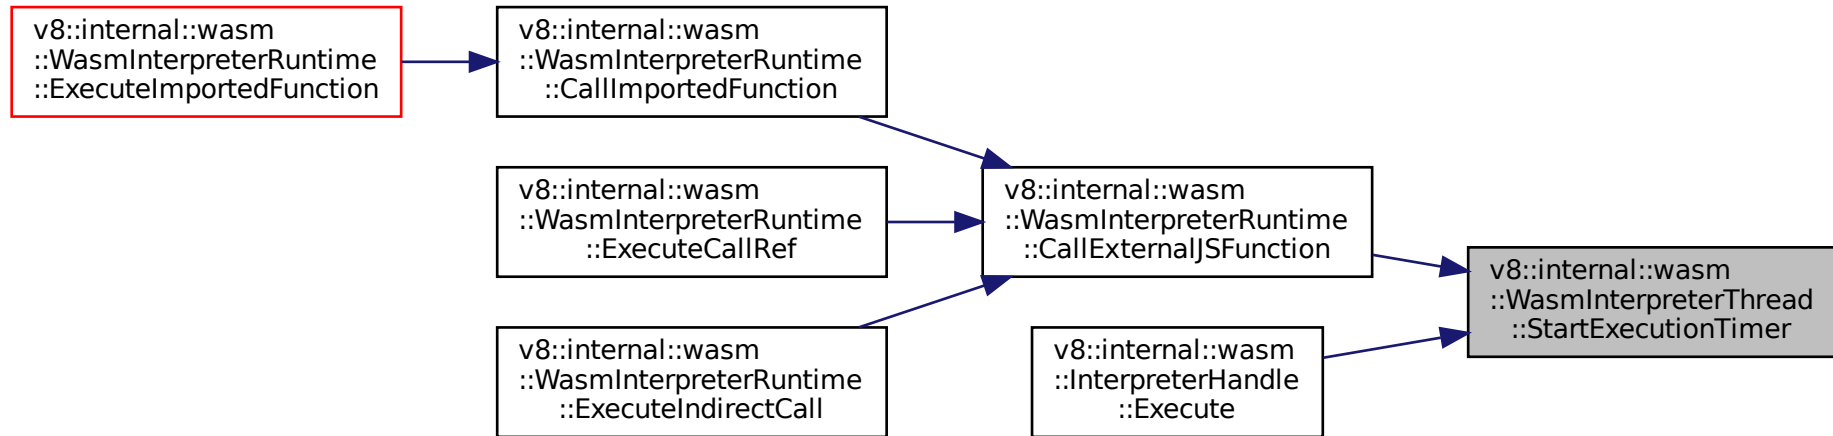 v8::internal::wasm
::WasmInterpreterRuntime
::ExecuteImportedFunction
v8::internal::wasm
::WasmInterpreterRuntime
::CallImportedFunction
v8::internal::wasm
::WasmInterpreterRuntime
::ExecuteCallRef
v8::internal::wasm
::WasmInterpreterRuntime
::ExecuteIndirectCall
v8::internal::wasm
::WasmInterpreterRuntime
::CallExternalJSFunction
v8::internal::wasm
::InterpreterHandle
::Execute
v8::internal::wasm
::WasmInterpreterThread
::StartExecutionTimer